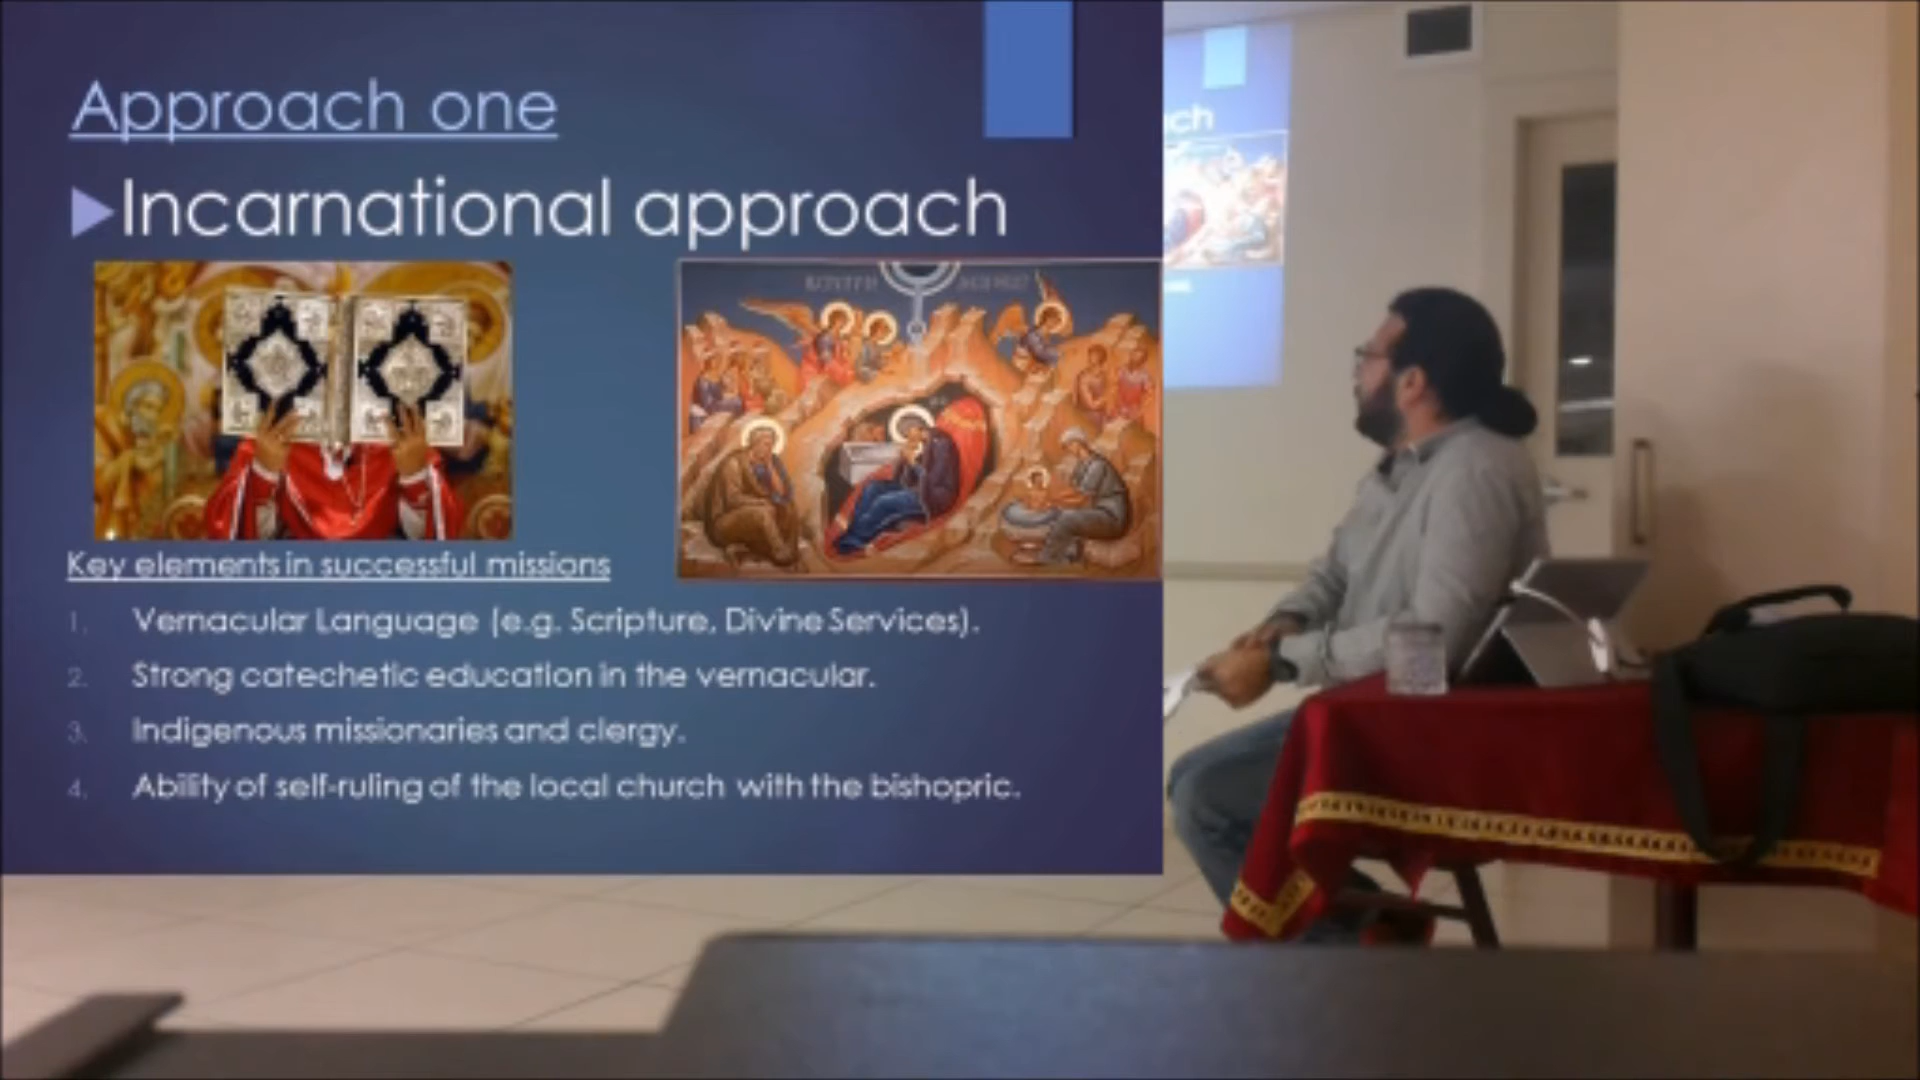 Approach one
Incarnational approach
Key elements in successful missions
1. Vernacular Language (e.g. Scripture, Divine Services).
2. Strong catechetic education in the vernacular.
3. Indigenous missionaries and clergy.
4. Ability of self-ruling of the local church with the bishopric.
ch